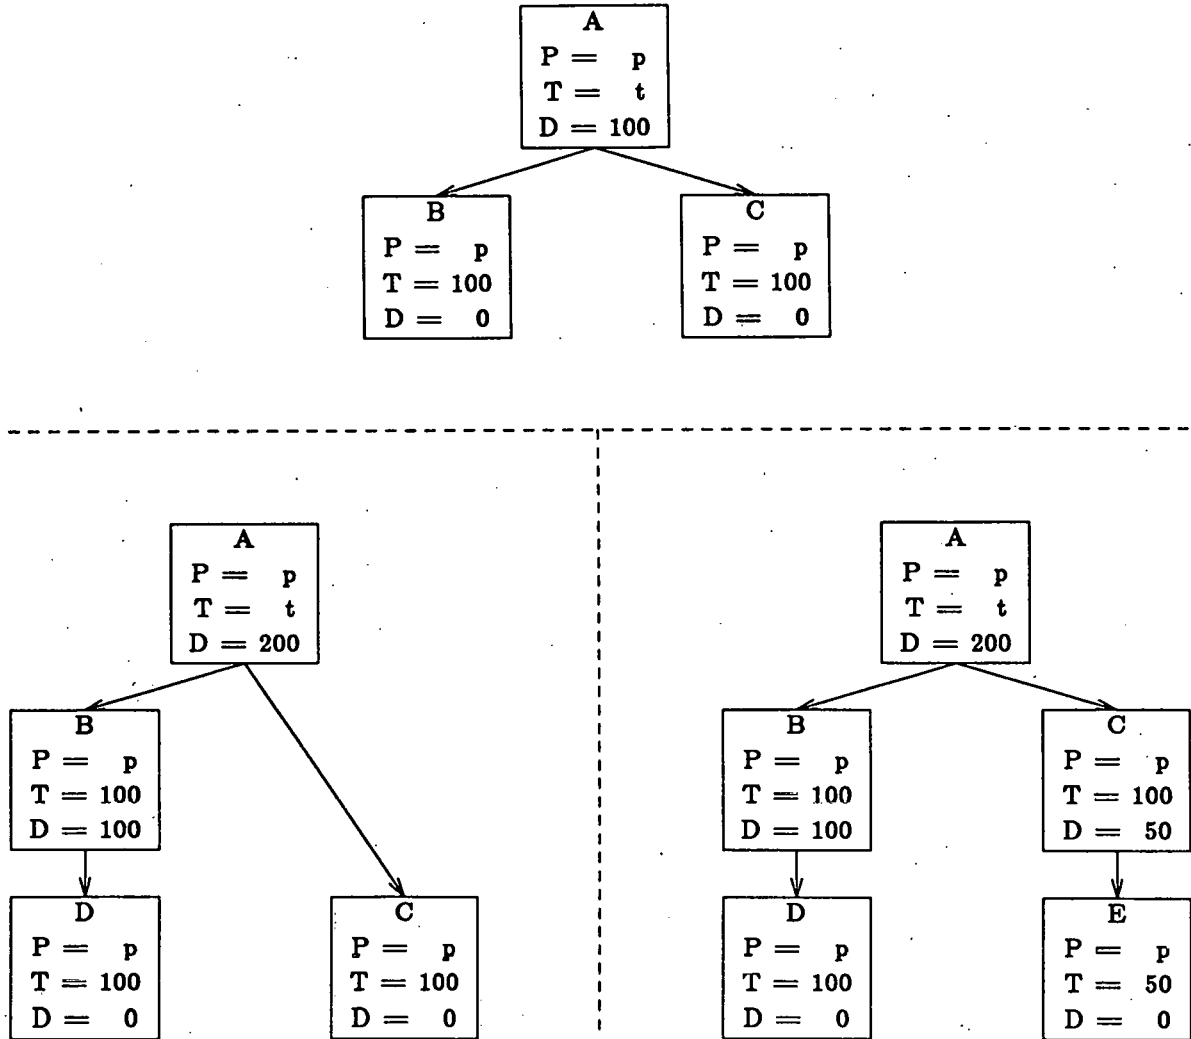 A
P = p
T = t
D = 100
B
P = p
T = 100
D = 0
C
P = p
T = 100
D = 0
A
P = p
T = t
D = 200
B
P = p
T = 100
D = 100
D
P = p
T = 100
D = 0
C
P = p
T = 100
D = 0
A
P = p
T = t
D = 200
B
P = p
T = 100
D = 100
C
P = p
T = 100
D = 50
D
P = p
T = 100
D = 0
E
P = p
T = 50
D = 0